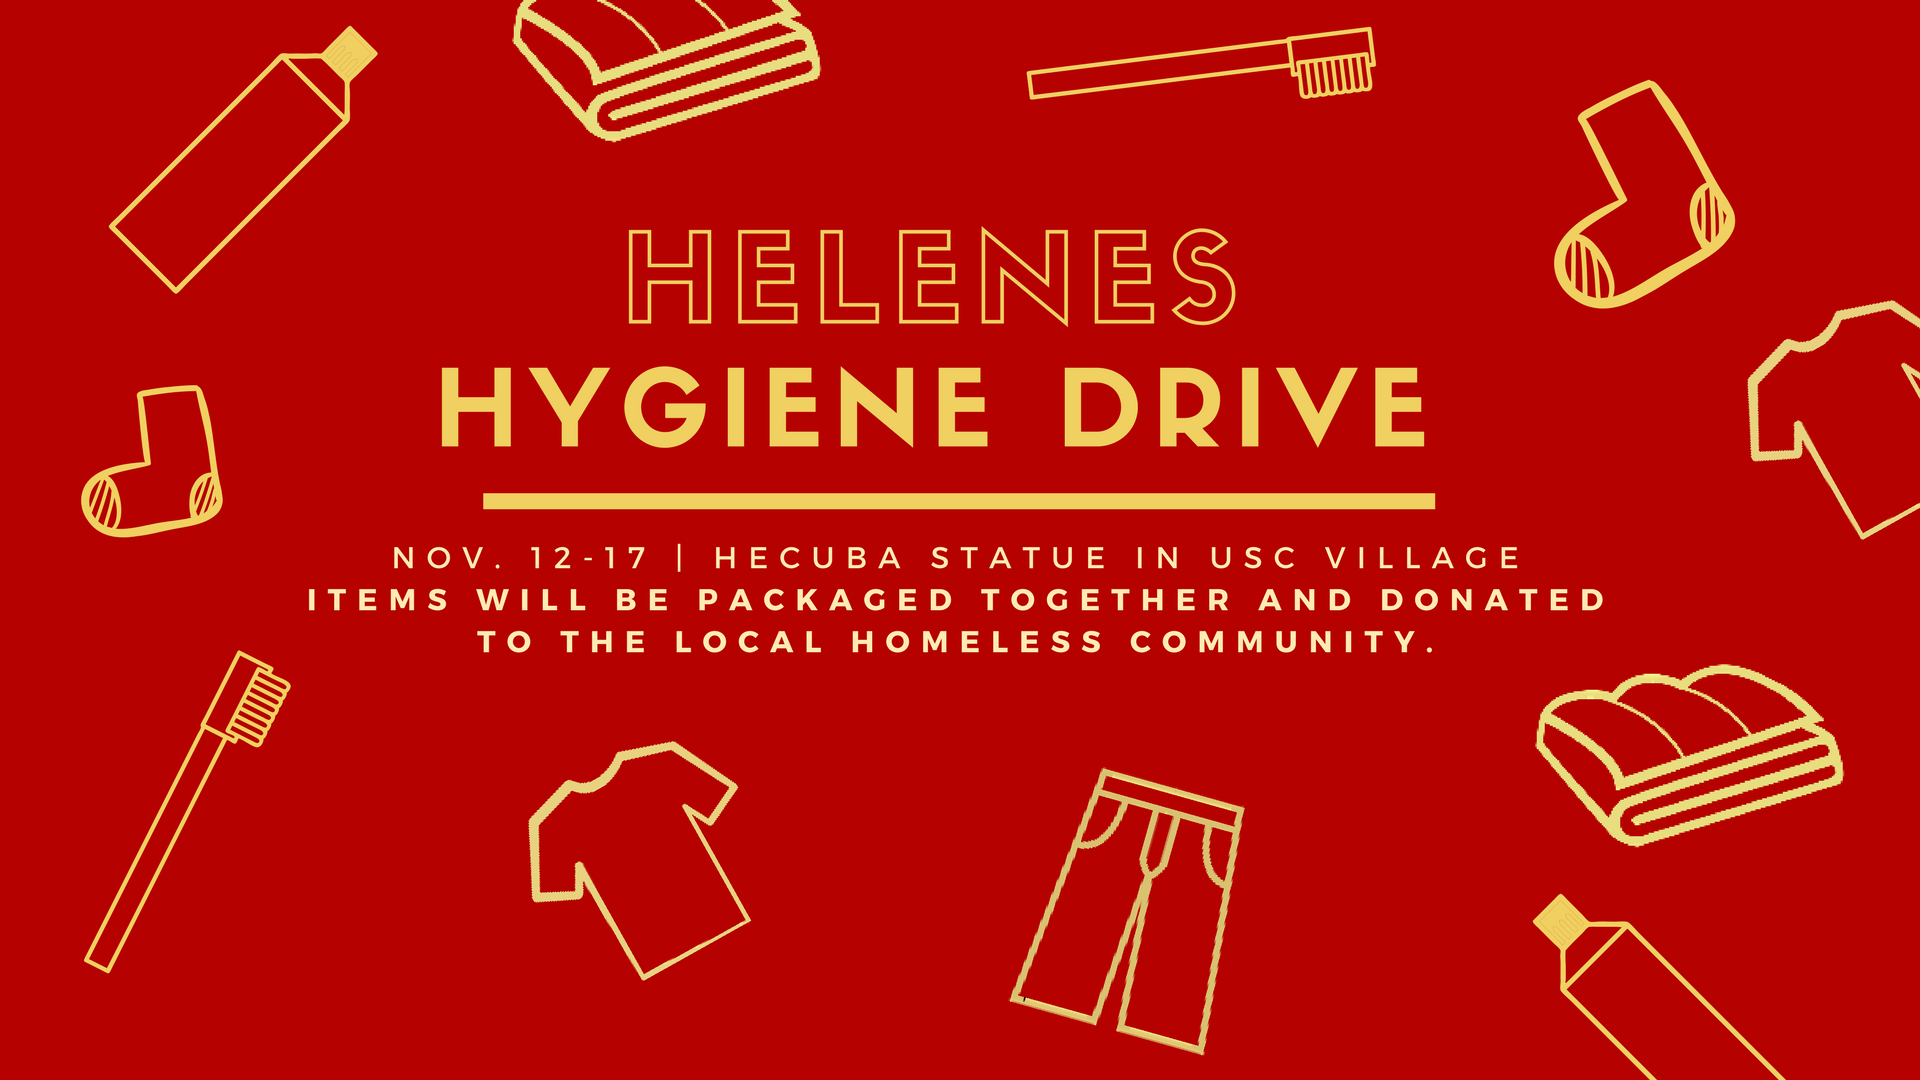 HELENES
HYGIENE DRIVE
NOV. 12-17 | HECUBA STATUE IN USC VILLAGE
ITEMS WILL BE PACKAGED TOGETHER AND DONATED
TO THE LOCAL HOMELESS COMMUNITY.